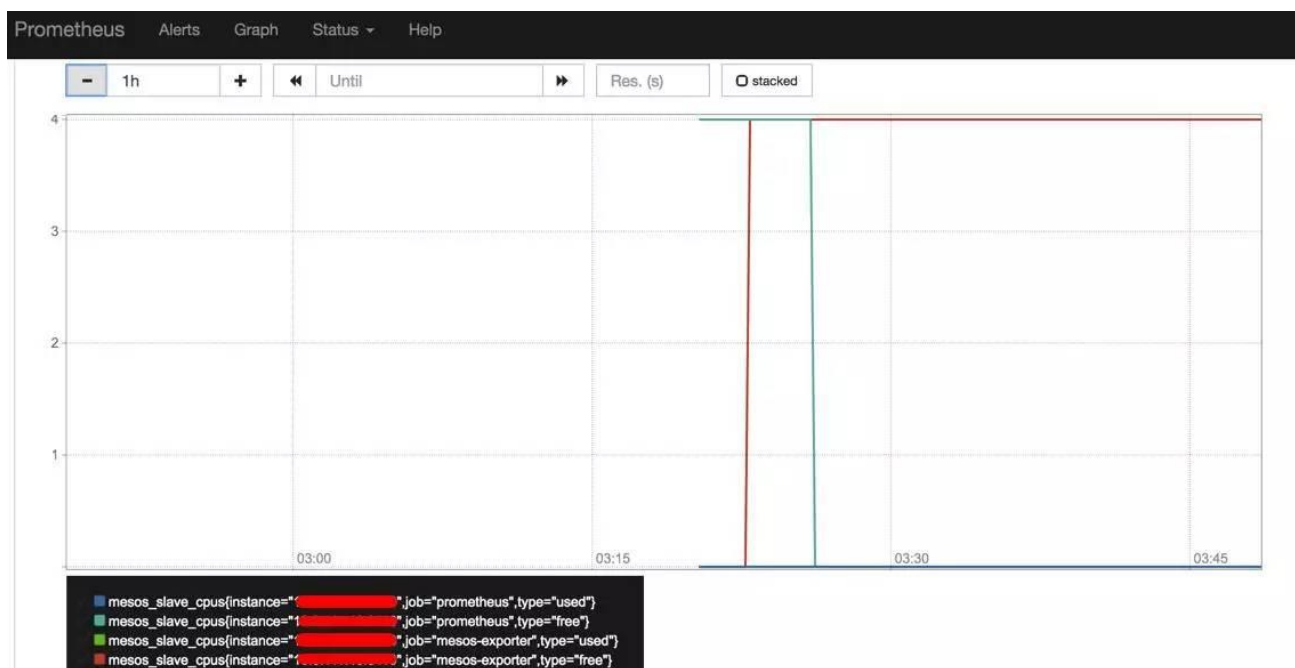 Prometheus Alerts Graph Status Help
1h Until Res. (s) stacked
4
3
2
1
03:00 03:15 03:30 03:45
mesos_slave_cpus{instance="1 ",job="prometheus",type="used"}
mesos_slave_cpus{instance="1 ",job="prometheus",type="free"}
mesos_slave_cpus{instance="1 ",job="mesos-exporter",type="used"}
mesos_slave_cpus{instance="1 ",job="mesos-exporter",type="free"}